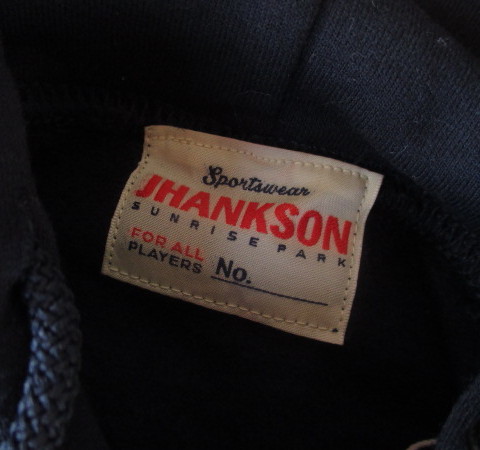 Sportswear
JHANKSON
SUNRISE PARK
FOR ALL
PLAYERS No.